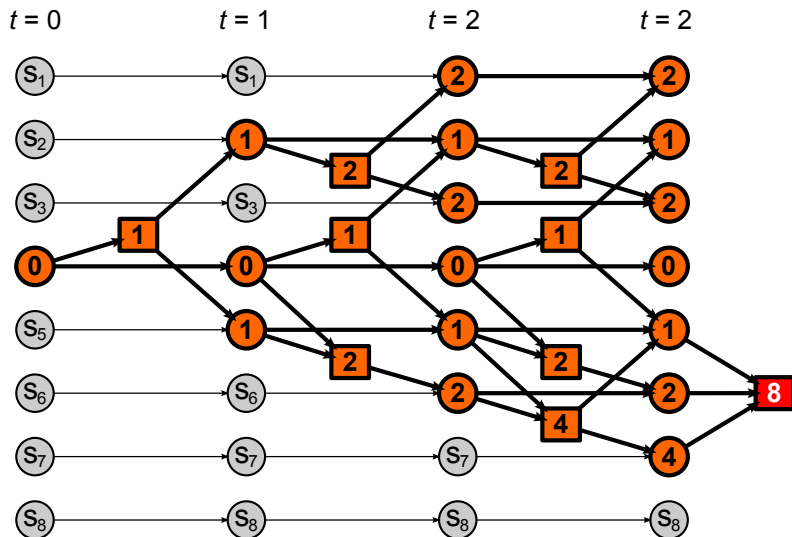 t = 0 t = 1 t = 2 t = 2
S1 S1 2 2
S2 1 1 1
2 2
S3 S3 2 2
1 1 1
0 0 0 0
S5 1 1 1
2 2
S6 S6 2 2 8
4
S7 S7 S7 4
S8 S8 S8 S8